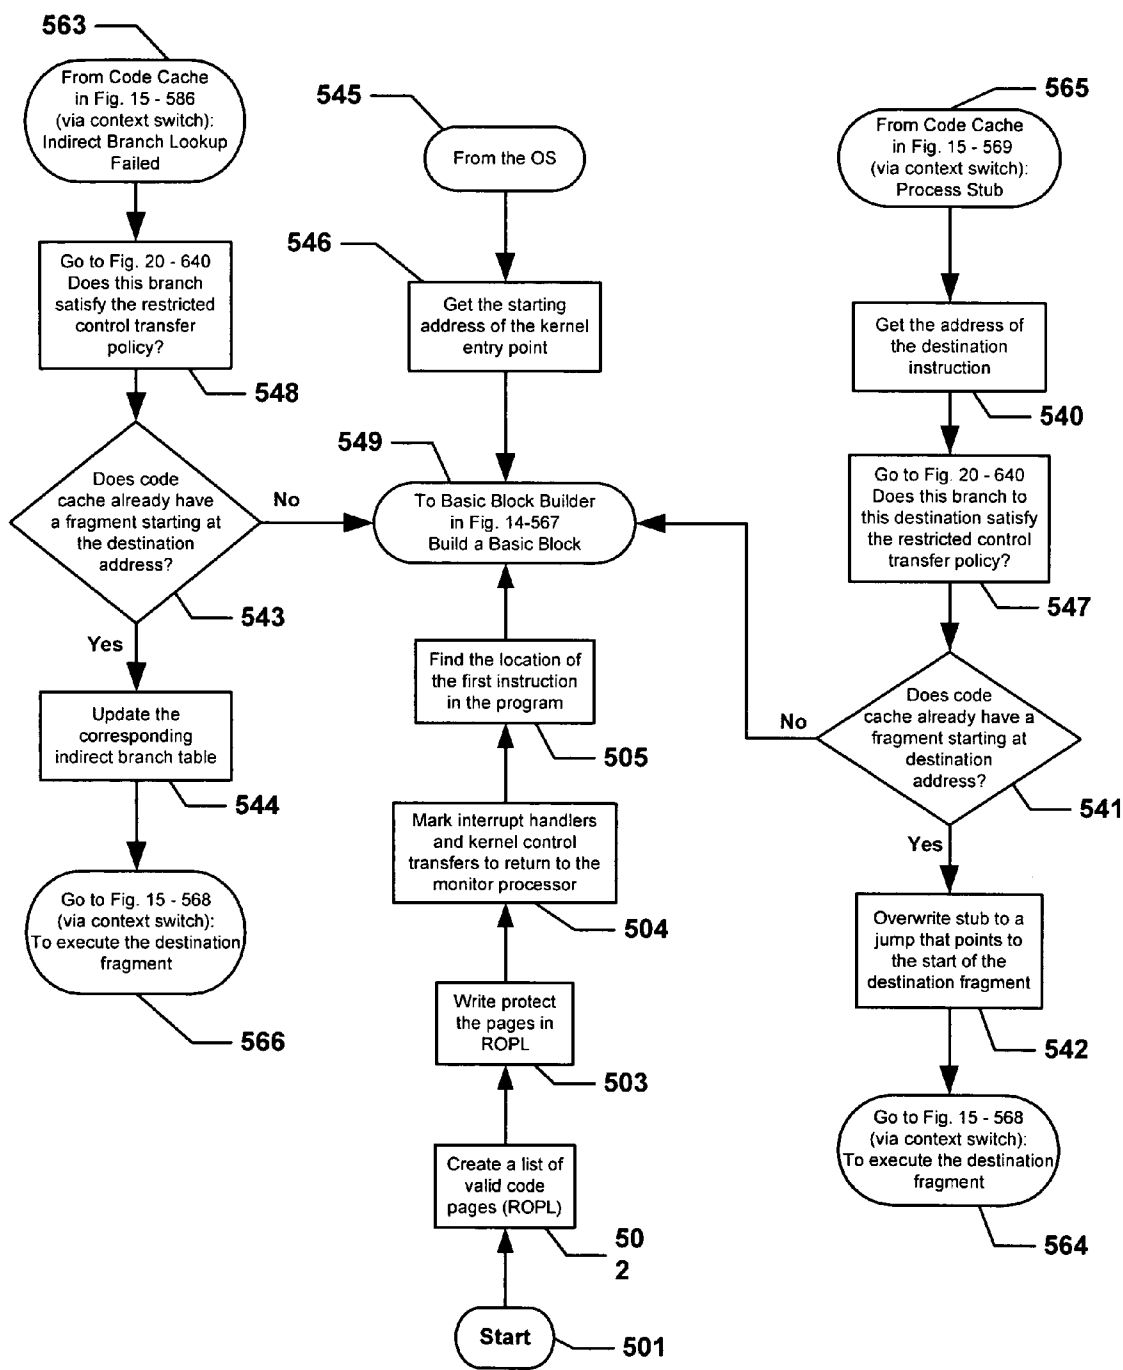 563
From Code Cache
in Fig. 15 - 586
(via context switch):
Indirect Branch Lookup
Failed
Go to Fig. 20 - 640
Does this branch
satisfy the restricted
control transfer
policy?
548
Does code
cache already have
a fragment starting at
the destination
address?
No
543
Yes
Update the
corresponding
indirect branch table
544
Go to Fig. 15 - 568
(via context switch):
To execute the destination
fragment
566
545
From the OS
546
Get the starting
address of the kernel
entry point
549
To Basic Block Builder
in Fig. 14-567
Build a Basic Block
Find the location of
the first instruction
in the program
505
Mark interrupt handlers
and kernel control
transfers to return to the
monitor processor
504
Write protect
the pages in
ROPL
503
Create a list of
valid code
pages (ROPL)
50
2
Start
501
565
From Code Cache
in Fig. 15 - 569
(via context switch):
Process Stub
Get the address of
the destination
instruction
540
Go to Fig. 20 - 640
Does this branch to
this destination satisfy
the restricted control
transfer policy?
547
Does code
cache already have a
fragment starting at
destination
address?
No
541
Yes
Overwrite stub to a
jump that points to
the start of the
destination fragment
542
Go to Fig. 15 - 568
(via context switch):
To execute the destination
fragment
564